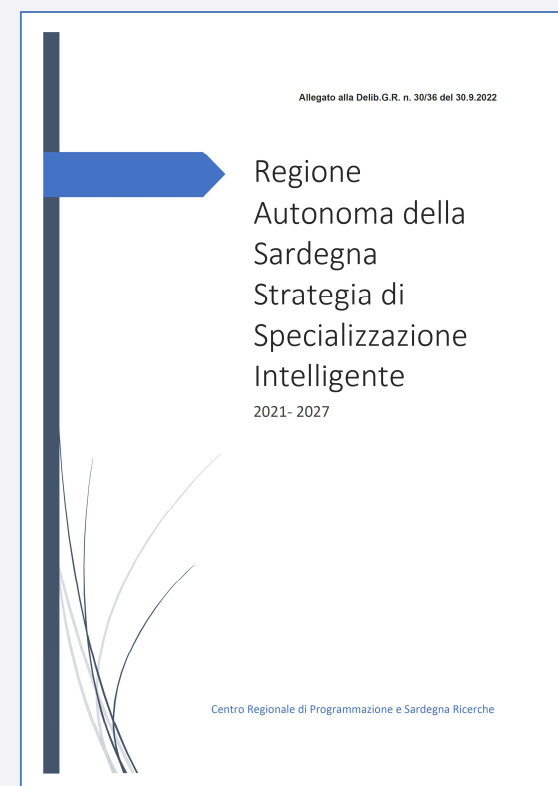 Allegato alla Delib.G.R. n. 30/36 del 30.9.2022
Regione
Autonoma della
Sardegna
Strategia di
Specializzazione
Intelligente
2021- 2027
Centro Regionale di Programmazione e Sardegna Ricerche